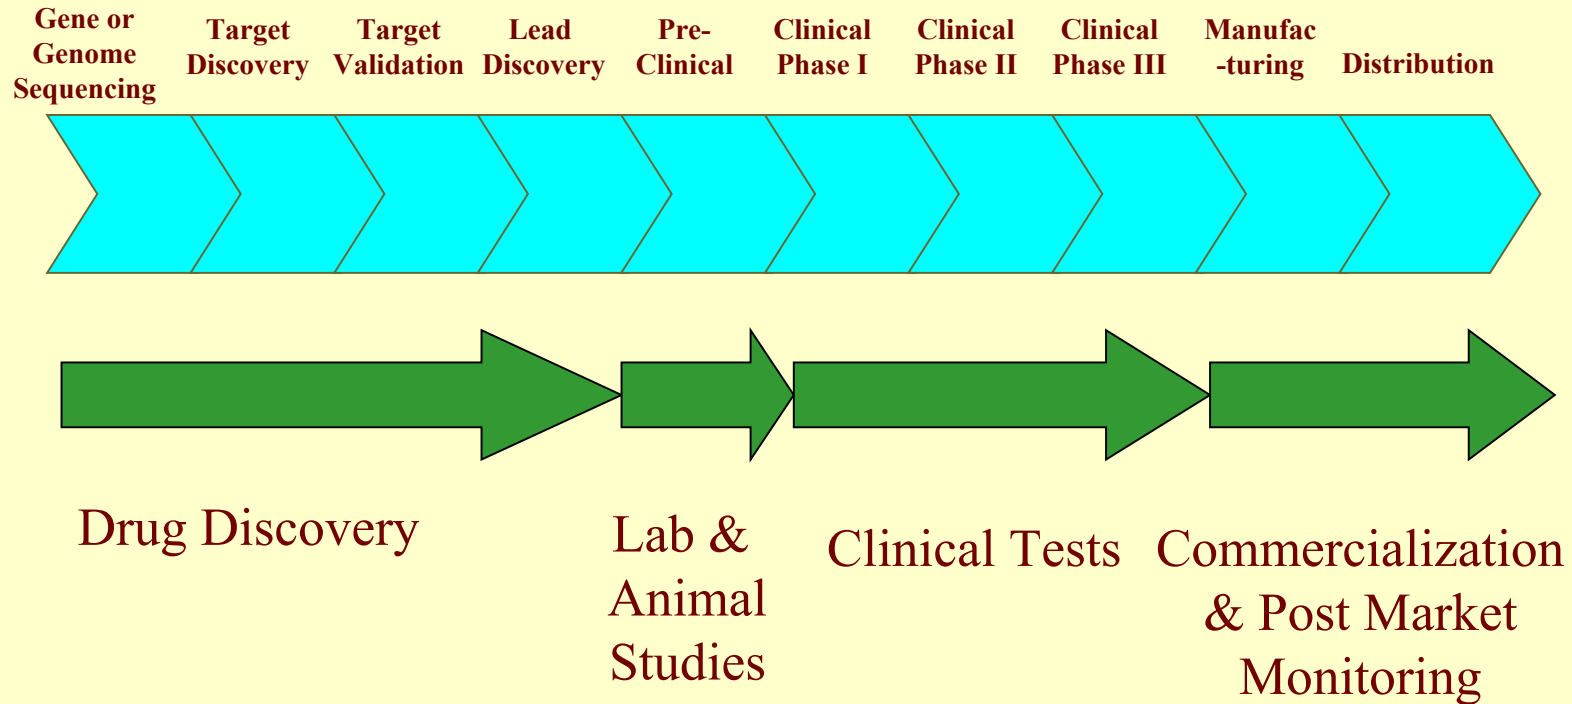 Gene or
Genome
Sequencing
Target
Discovery
Target
Validation
Lead
Discovery
Pre-
Clinical
Clinical
Phase I
Clinical
Phase II
Clinical
Phase III
Manufac
-turing
Distribution
Drug Discovery
Lab &
Animal
Studies
Clinical Tests
Commercialization
& Post Market
Monitoring